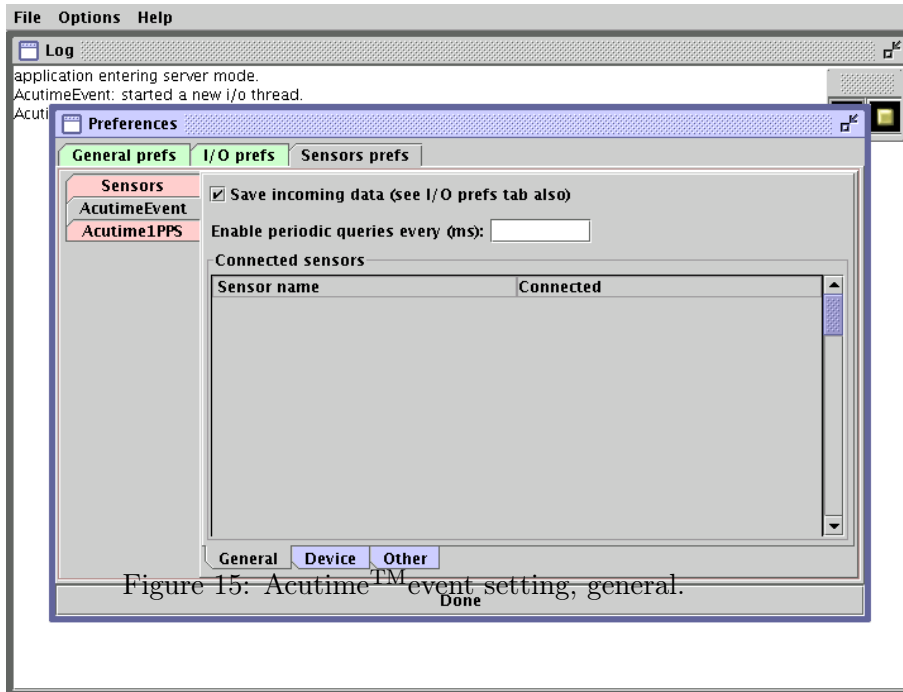 File Options Help
Log
application entering server mode.
AcutimeEvent: started a new i/o thread.
Acuti
Preferences
General prefs I/O prefs Sensors prefs
Sensors
AcutimeEvent
Acutime1PPS
Save incoming data (see I/O prefs tab also)
Enable periodic queries every (ms):
Connected sensors
Sensor name Connected
General Device Other
Figure 15: Acutime™event setting, general.
Done